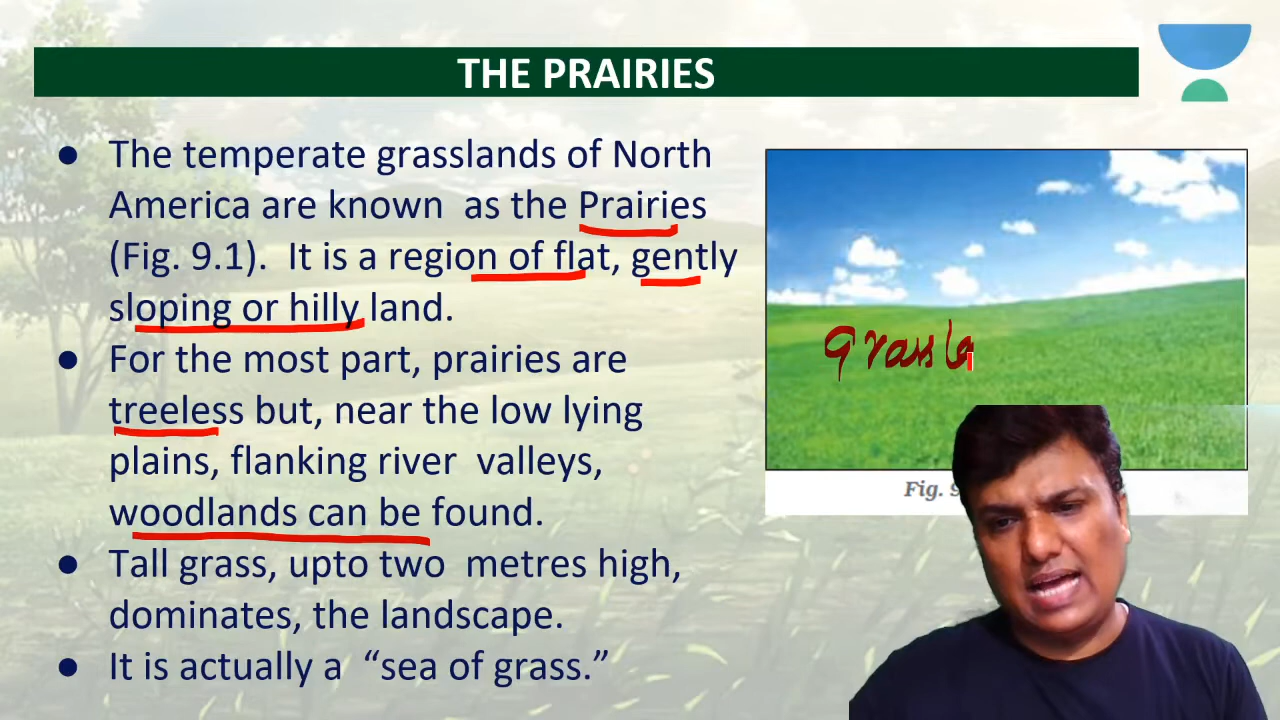 THE PRAIRIES
● The temperate grasslands of North
America are known as the Prairies
(Fig. 9.1). It is a region of flat, gently
sloping or hilly land.
● For the most part, prairies are
treeless but, near the low lying
plains, flanking river valleys,
woodlands can be found.
● Tall grass, upto two metres high,
dominates, the landscape.
● It is actually a “sea of grass.”
Grassla
Fig.